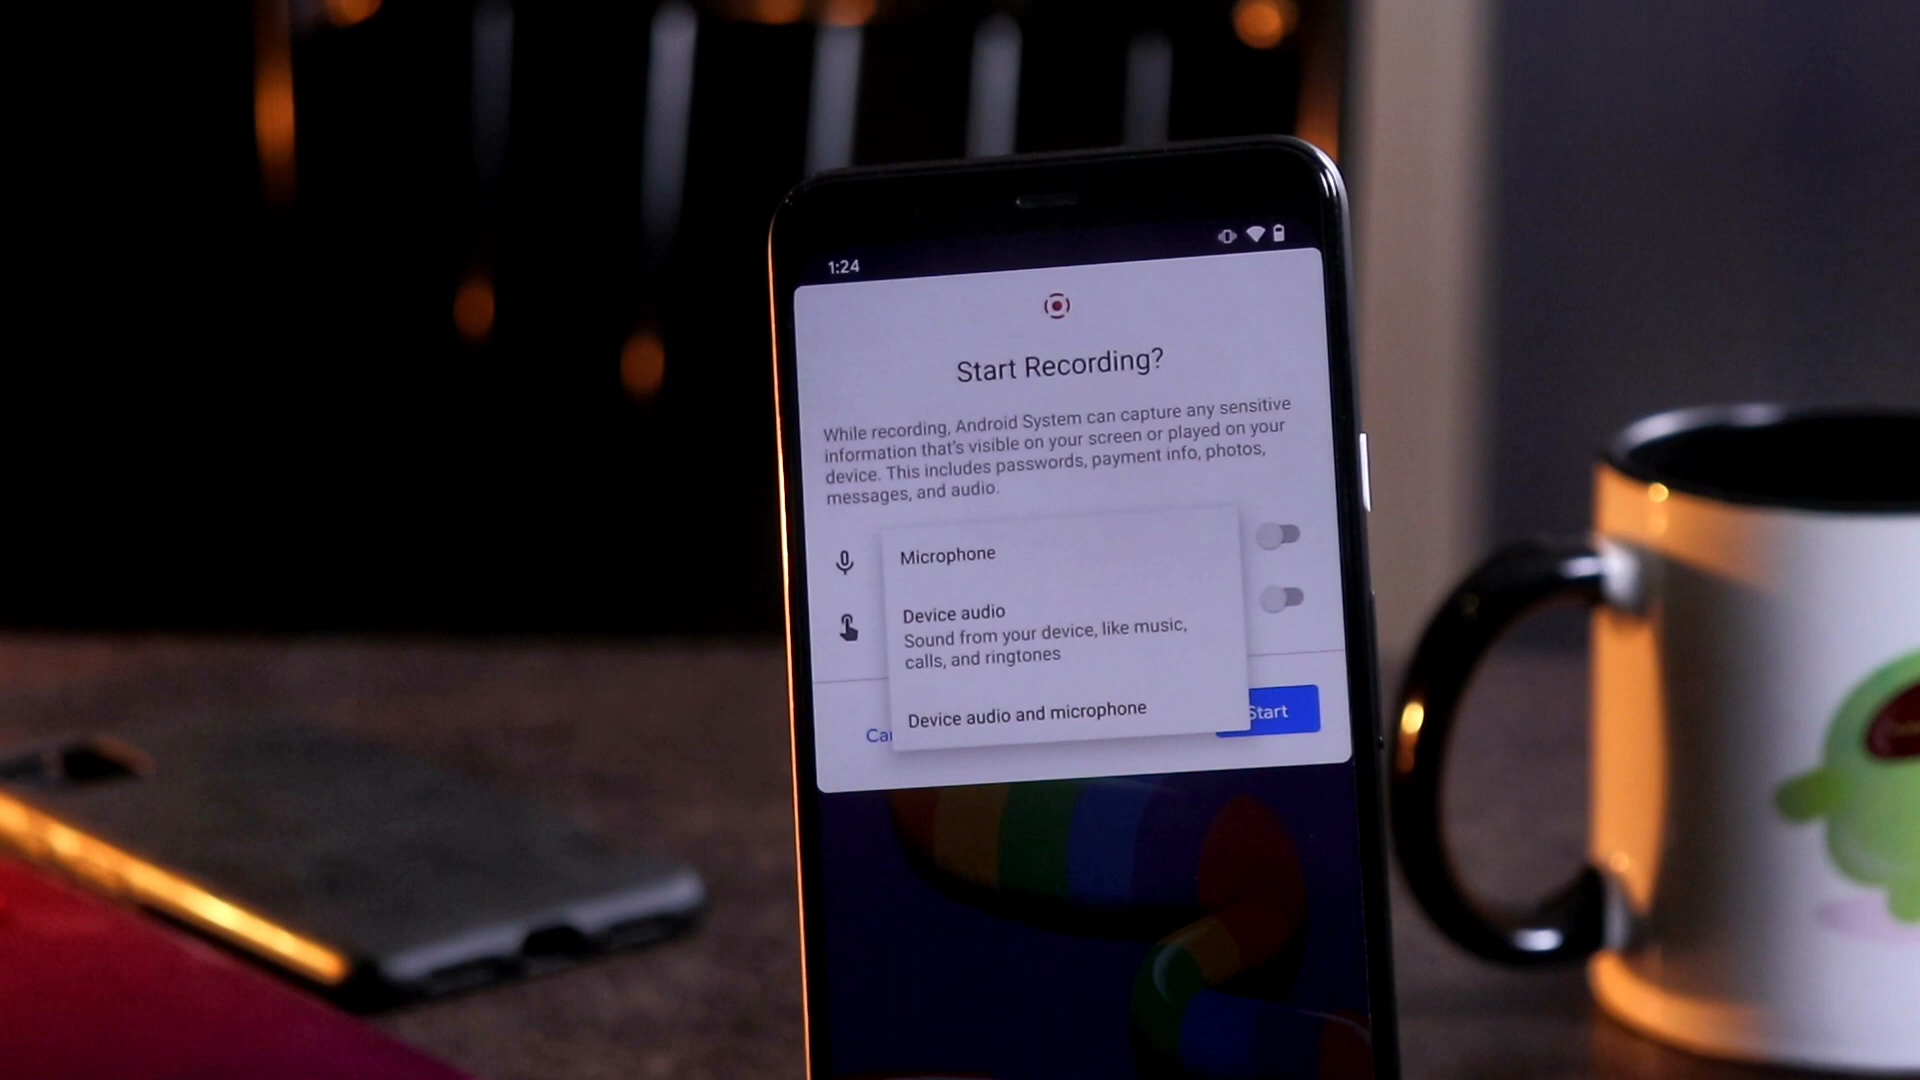 1:24
Start Recording?
While recording, Android System can capture any sensitive
information that's visible on your screen or played on your
device. This includes passwords, payment info, photos,
messages, and audio.
Microphone
Device audio
Sound from your device, like music,
calls, and ringtones
Device audio and microphone
Ca
Start